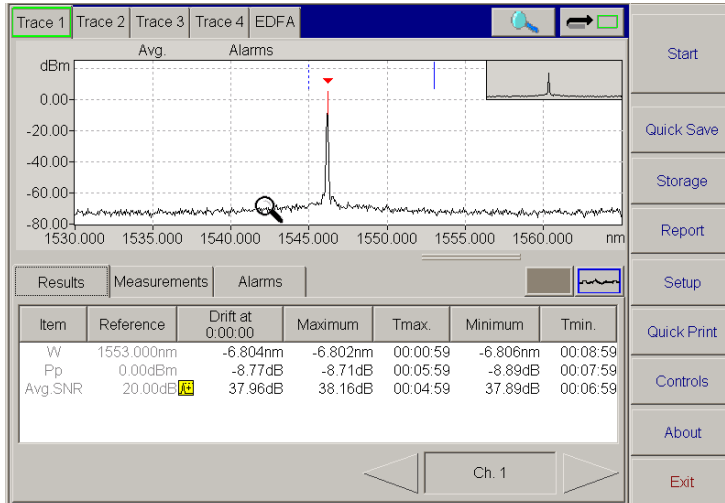 Trace 1 Trace 2 Trace 3 Trace 4 EDFA
Avg. Alarms
dBm
0.00
-20.00
-40.00
-60.00
-80.00
1530.000 1535.000 1540.000 1545.000 1550.000 1555.000 1560.000 nm
Results Measurements Alarms
Item Reference Drift at 0:00:00 Maximum Tmax. Minimum Tmin.
W 1553.000nm -6.804nm -6.802nm 00:00:59 -6.806nm 00:08:59
Pp 0.00dBm -8.77dB -8.71dB 00:05:59 -8.89dB 00:07:59
Avg.SNR 20.00dB 37.96dB 38.16dB 00:04:59 37.89dB 00:06:59
Ch. 1
Start
Quick Save
Storage
Report
Setup
Quick Print
Controls
About
Exit